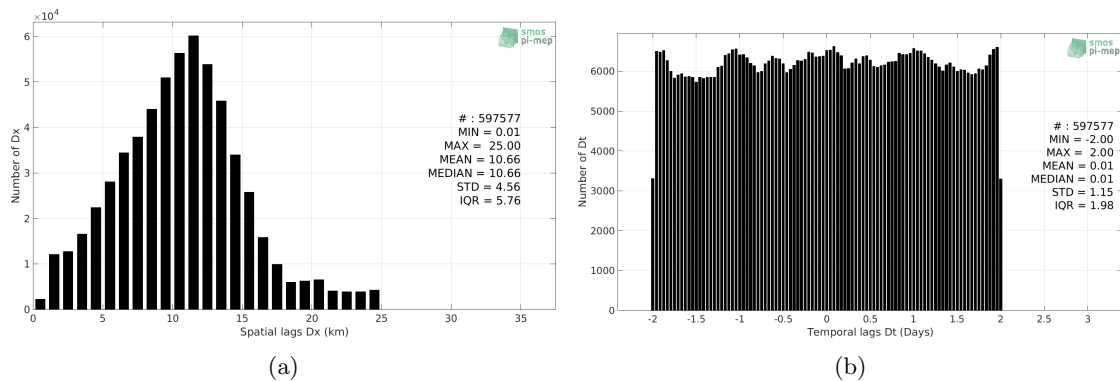 ×10⁴
6
5
4
3
2
1
0
Number of Dx
0 5 10 15 20 25 30 35
Spatial lags Dx (km)
smos
pi-mep
# : 597577
MIN = 0.01
MAX = 25.00
MEAN = 10.66
MEDIAN = 10.66
STD = 4.56
IQR = 5.76
(a)
6000
5000
4000
3000
2000
1000
0
Number of Dt
-2 -1.5 -1 -0.5 0 0.5 1 1.5 2 2.5 3
Temporal lags Dt (Days)
smos
pi-mep
# : 597577
MIN = -2.00
MAX = 2.00
MEAN = 0.01
MEDIAN = 0.01
STD = 1.15
IQR = 1.98
(b)